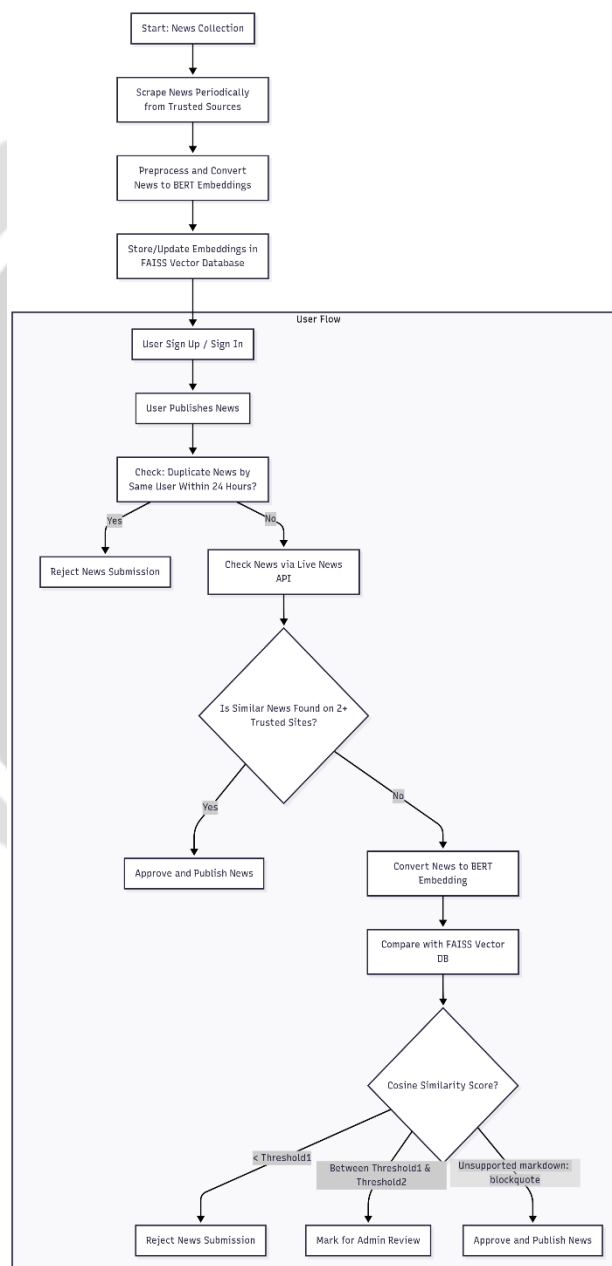 Start: News Collection
Scrape News Periodically
from Trusted Sources
Preprocess and Convert
News to BERT Embeddings
Store/Update Embeddings in
FAISS Vector Database
User Flow
User Sign Up / Sign In
User Publishes News
Check: Duplicate News by
Same User Within 24 Hours?
Yes
No
Reject News Submission
Check News via Live News
API
Is Similar News Found on 2+
Trusted Sites?
Yes
No
Approve and Publish News
Convert News to BERT
Embedding
Compare with FAISS Vector
DB
Cosine Similarity Score?
< Threshold1
Between Threshold1 &
Threshold2
Unsupported markdown:
blockquote
Reject News Submission
Mark for Admin Review
Approve and Publish News